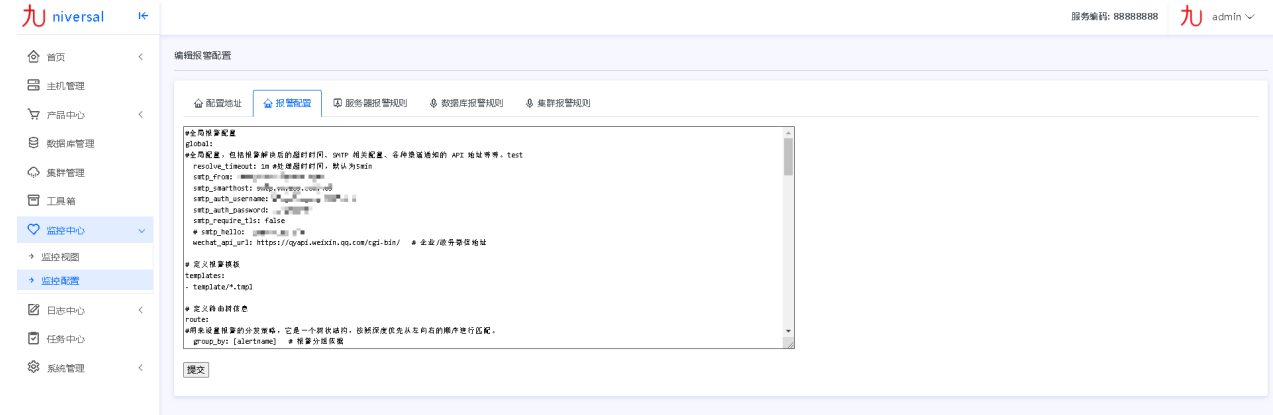 九 niversal
服务编码: 88888888
九 admin
首页
主机管理
产品中心
数据库管理
集群管理
工具箱
监控中心
监控视图
监控配置
日志中心
任务中心
系统管理
编辑报警配置
配置地址 报警配置 服务器报警规则 数据库报警规则 集群报警规则
#全局报警配置
global:
#全局配置，包括报警解决后的超时时间、SMTP 相关配置、各种渠道通知的 API 地址等等。test
resolve_timeout: 1m #处理超时时间，默认为5min
smtp_from:
smtp_smarthost:
smtp_auth_username:
smtp_auth_password:
smtp_require_tls: false
# smtp_hello:
wechat_api_url: https://qyapi.weixin.qq.com/cgi-bin/ # 企业/政务微信地址
# 定义报警模板
templates:
- template/*.tmpl
# 定义路由树信息
route:
#用来设置报警的分发策略，它是一个树状结构，按照深度优先从左向右的顺序进行匹配。
group_by: [alertname] # 报警分组依据
提交